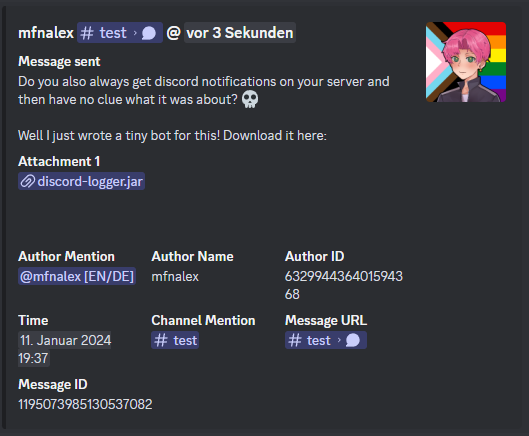 mfnalex # test › @ vor 3 Sekunden
Message sent
Do you also always get discord notifications on your server and
then have no clue what it was about? 💀
Well I just wrote a tiny bot for this! Download it here:
Attachment 1
discord-logger.jar
Author Mention Author Name Author ID
@mfnalex [EN/DE] mfnalex 6329944364015943
68
Time Channel Mention Message URL
11. Januar 2024 # test # test ›
19:37
Message ID
1195073985130537082